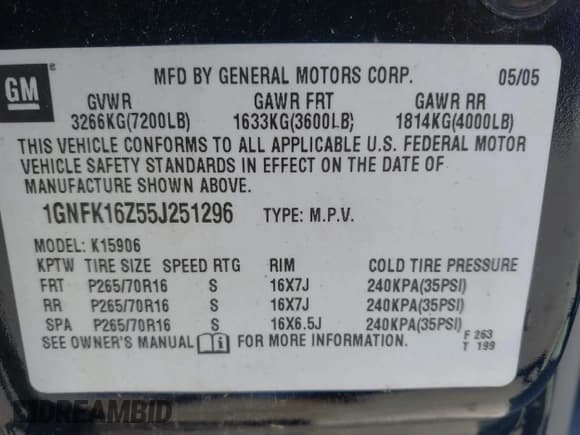 GM ®
MFD BY GENERAL MOTORS CORP. 05/05
GVWR GAWR FRT GAWR RR
3266KG(7200LB) 1633KG(3600LB) 1814KG(4000LB)
THIS VEHICLE CONFORMS TO ALL APPLICABLE U.S. FEDERAL MOTOR
VEHICLE SAFETY STANDARDS IN EFFECT ON THE DATE OF
MANUFACTURE SHOWN ABOVE.
1GNFK16Z55J251296 TYPE: M.P.V.
MODEL: K15906
KPTW TIRE SIZE SPEED RTG RIM COLD TIRE PRESSURE
FRT P265/70R16 S 16X7J 240KPA(35PSI)
RR P265/70R16 S 16X7J 240KPA(35PSI)
SPA P265/70R16 S 16X6.5J 240KPA(35PSI)
SEE OWNER'S MANUAL i FOR MORE INFORMATION. F 263
T 199
DREAMBID